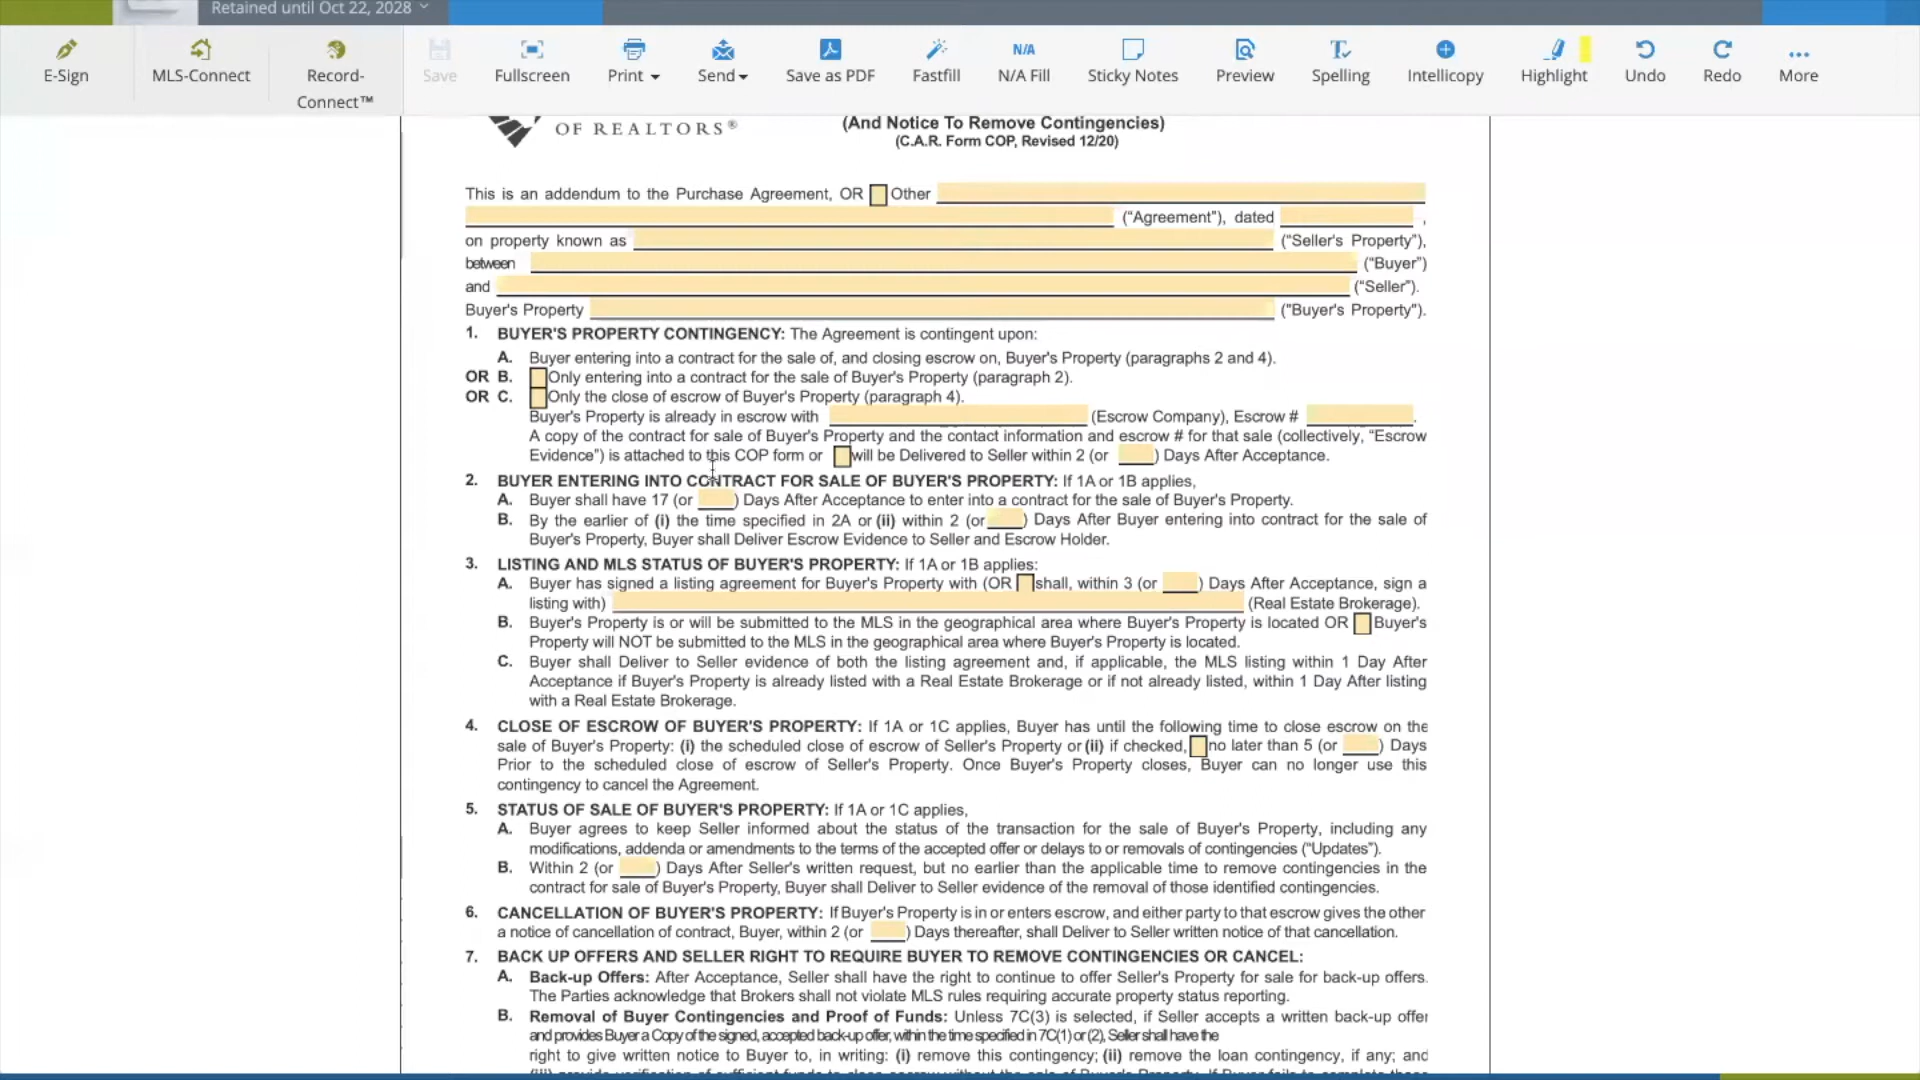 Retained until Oct 22, 2028
E-Sign
MLS-Connect
Record-
Connect™
Save
Fullscreen
Print
Send
Save as PDF
Fastfill
N/A
N/A Fill
Sticky Notes
Preview
Spelling
Intellicopy
Highlight
Undo
Redo
More
OF REALTORS®
(And Notice To Remove Contingencies)
(C.A.R. Form COP, Revised 12/20)
This is an addendum to the Purchase Agreement, OR Other
("Agreement"), dated ,
on property known as ("Seller's Property"),
between ("Buyer")
and ("Seller").
Buyer's Property ("Buyer's Property").
1. BUYER'S PROPERTY CONTINGENCY: The Agreement is contingent upon:
A. Buyer entering into a contract for the sale of, and closing escrow on, Buyer's Property (paragraphs 2 and 4).
OR B. Only entering into a contract for the sale of Buyer's Property (paragraph 2).
OR C. Only the close of escrow of Buyer's Property (paragraph 4).
Buyer's Property is already in escrow with (Escrow Company), Escrow # .
A copy of the contract for sale of Buyer's Property and the contact information and escrow # for that sale (collectively, "Escrow
Evidence") is attached to this COP form or will be Delivered to Seller within 2 (or ) Days After Acceptance.
2. BUYER ENTERING INTO CONTRACT FOR SALE OF BUYER'S PROPERTY: If 1A or 1B applies,
A. Buyer shall have 17 (or ) Days After Acceptance to enter into a contract for the sale of Buyer's Property.
B. By the earlier of (i) the time specified in 2A or (ii) within 2 (or ) Days After Buyer entering into contract for the sale of
Buyer's Property, Buyer shall Deliver Escrow Evidence to Seller and Escrow Holder.
3. LISTING AND MLS STATUS OF BUYER'S PROPERTY: If 1A or 1B applies:
A. Buyer has signed a listing agreement for Buyer's Property with (OR shall, within 3 (or ) Days After Acceptance, sign a
listing with) (Real Estate Brokerage).
B. Buyer's Property is or will be submitted to the MLS in the geographical area where Buyer's Property is located OR Buyer's
Property will NOT be submitted to the MLS in the geographical area where Buyer's Property is located.
C. Buyer shall Deliver to Seller evidence of both the listing agreement and, if applicable, the MLS listing within 1 Day After
Acceptance if Buyer's Property is already listed with a Real Estate Brokerage or if not already listed, within 1 Day After listing
with a Real Estate Brokerage.
4. CLOSE OF ESCROW OF BUYER'S PROPERTY: If 1A or 1C applies, Buyer has until the following time to close escrow on the
sale of Buyer's Property: (i) the scheduled close of escrow of Seller's Property or (ii) if checked, no later than 5 (or ) Days
Prior to the scheduled close of escrow of Seller's Property. Once Buyer's Property closes, Buyer can no longer use this
contingency to cancel the Agreement.
5. STATUS OF SALE OF BUYER'S PROPERTY: If 1A or 1C applies,
A. Buyer agrees to keep Seller informed about the status of the transaction for the sale of Buyer's Property, including any
modifications, addenda or amendments to the terms of the accepted offer or delays to or removals of contingencies ("Updates").
B. Within 2 (or ) Days After Seller's written request, but no earlier than the applicable time to remove contingencies in the
contract for sale of Buyer's Property, Buyer shall Deliver to Seller evidence of the removal of those identified contingencies.
6. CANCELLATION OF BUYER'S PROPERTY: If Buyer's Property is in or enters escrow, and either party to that escrow gives the other
a notice of cancellation of contract, Buyer, within 2 (or ) Days thereafter, shall Deliver to Seller written notice of that cancellation.
7. BACK UP OFFERS AND SELLER RIGHT TO REQUIRE BUYER TO REMOVE CONTINGENCIES OR CANCEL:
A. Back-up Offers: After Acceptance, Seller shall have the right to continue to offer Seller's Property for sale for back-up offers.
The Parties acknowledge that Brokers shall not violate MLS rules requiring accurate property status reporting.
B. Removal of Buyer Contingencies and Proof of Funds: Unless 7C(3) is selected, if Seller accepts a written back-up offer
and provides Buyer a Copy of the signed, accepted back-up offer, within the time specified in 7C(1) or (2), Seller shall have the
right to give written notice to Buyer to, in writing: (i) remove this contingency; (ii) remove the loan contingency, if any; and